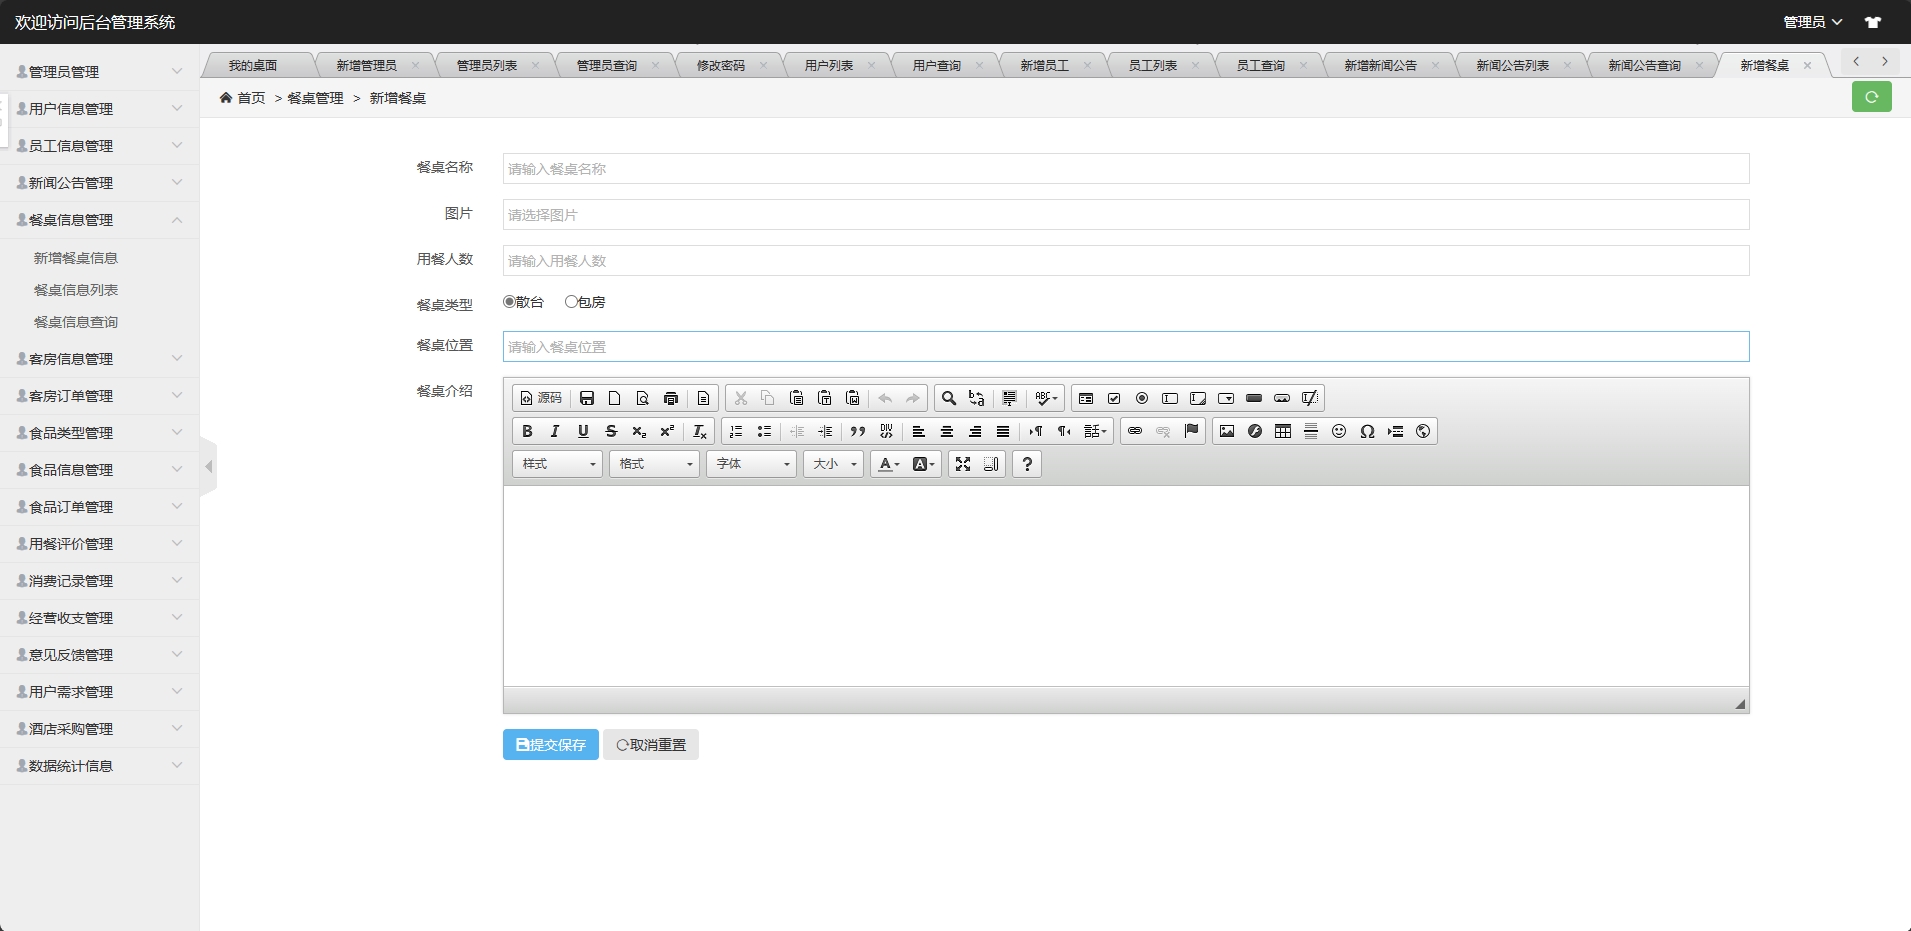 欢迎访问后台管理系统
管理员
我的桌面 新增管理员 管理员列表 管理员查询 修改密码 用户列表 用户查询 新增员工 员工列表 员工查询 新增新闻公告 新闻公告列表 新闻公告查询 新增餐桌
首页 > 餐桌管理 > 新增餐桌
管理员管理
用户信息管理
员工信息管理
新闻公告管理
餐桌信息管理
新增餐桌信息
餐桌信息列表
餐桌信息查询
客房信息管理
客房订单管理
食品类型管理
食品信息管理
食品订单管理
用餐评价管理
消费记录管理
经营收支管理
意见反馈管理
用户需求管理
酒店采购管理
数据统计信息
餐桌名称 请输入餐桌名称
图片 请选择图片
用餐人数 请输入用餐人数
餐桌类型 散台 包房
餐桌位置 请输入餐桌位置
餐桌介绍
源码
样式 格式 字体 大小
提交保存 取消重置